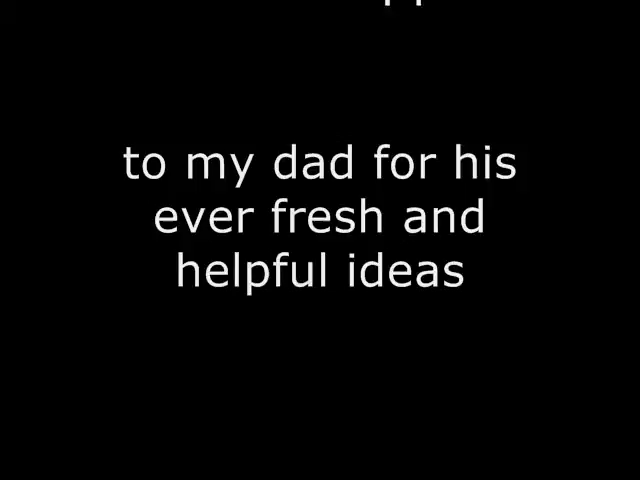 to my dad for his
ever fresh and
helpful ideas